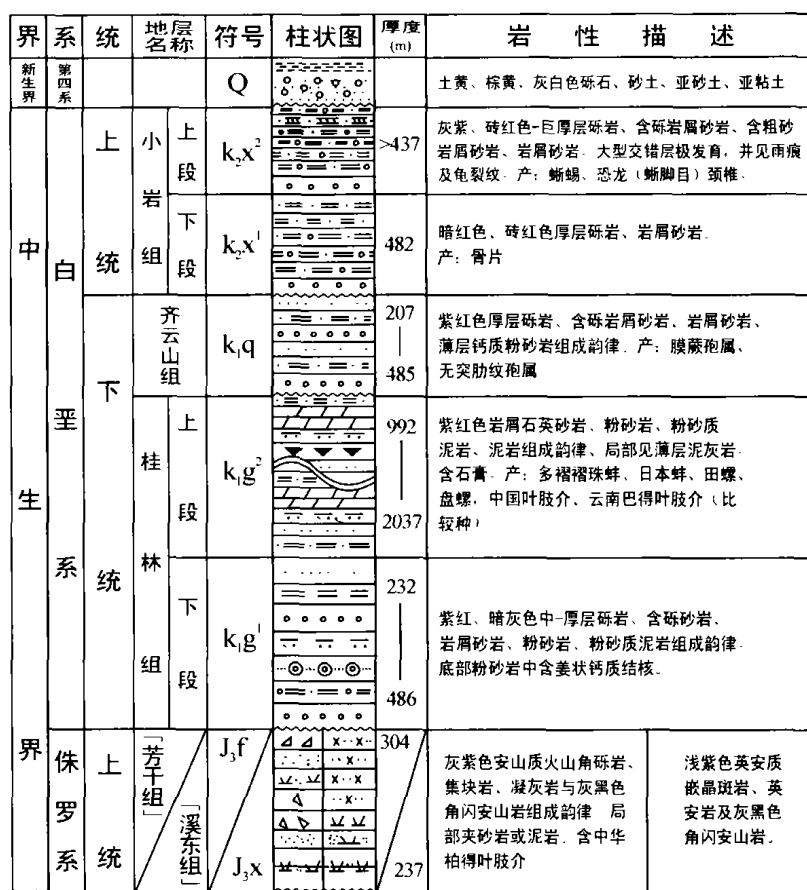 界 系 统 地层名称 符号 柱状图 厚度(m) 岩性描述
新生界 第四系 Q 土黄、棕黄、灰白色砾石、砂土、亚砂土、亚粘土
中生界 白垩系 上统 小岩组 上段 k₂x² >437
灰紫、砖红色-巨厚层砾岩、含砾岩屑砂岩、含粗砂
岩屑砂岩、岩屑砂岩. 大型交错层极发育, 并见雨痕
及龟裂纹. 产: 蜥蜴、恐龙(蜥脚目)颈椎.
下段 k₂x¹ 482
暗红色、砖红色厚层砾岩、岩屑砂岩.
产: 骨片
下统 齐云山组 k₁q 207 | 485
紫红色厚层砾岩、含砾岩屑砂岩、岩屑砂岩、
薄层钙质粉砂岩组成韵律. 产: 膜蕨孢属、
无突肋纹孢属
桂林组 上段 k₁g² 992 | 2037
紫红色岩屑石英砂岩、粉砂岩、粉砂质
泥岩、泥岩组成韵律、局部见薄层泥灰岩.
含石膏. 产: 多褶褶珠蚌、日本蚌、田螺、
盘螺, 中国叶肢介、云南巴得叶肢介(比
较种)
下段 k₁g¹ 232 | 486
紫红、暗灰色中-厚层砾岩、含砾砂岩、
岩屑砂岩、粉砂岩、粉砂质泥岩组成韵律.
底部粉砂岩中含姜状钙质结核。
侏罗系 上统 「芳干组」 J₃f 304
灰紫色安山质火山角砾岩、
集块岩、凝灰岩与灰黑色
角闪安山岩组成韵律 局
部夹砂岩或泥岩. 含中华
柏得叶肢介
「溪东组」 J₃x 237
浅紫色英安质
嵌晶斑岩、英
安岩及灰黑色
角闪安山岩。